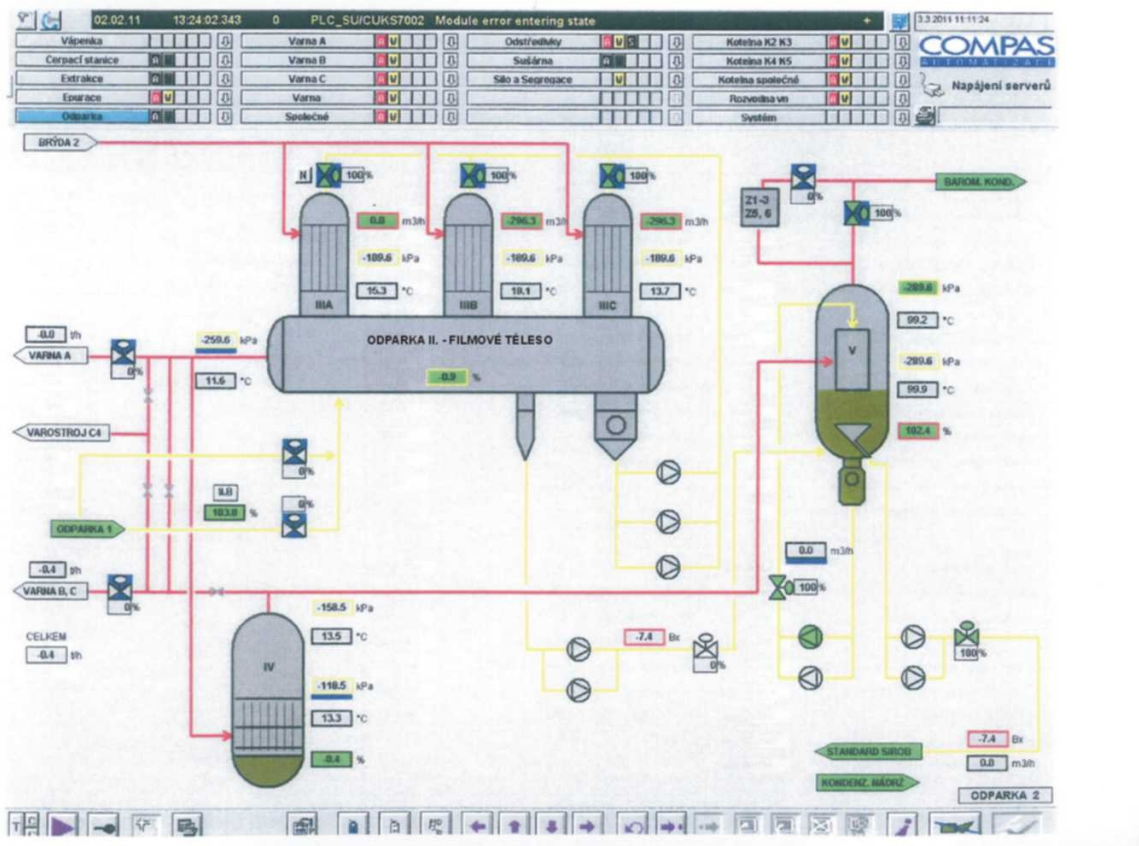 02.02.11 13:24:02.343 0 PLC_SU/CUKS7002 Module error entering state +
3.3.2011 11:11:24
Vápenka
Varna A
Odstředivky
Kotelna K2 K3
Čerpací stanice
Varna B
Sušárna
Kotelna K4 K5
Extrakce
Varna C
Silo a Segregace
Kotelna společné
Epurace
Varna
Rozvodna vn
Odparka
Společné
Systém
COMPAS
AUTOMATIZACE
Napájení serverů
BRÝDA 2
N 100% 100% 100%
0% 100%
BAROM. KOND.
Z1-3
Z5, 6
0.0 m3/h -296.3 m3/h -296.3 m3/h
-189.6 kPa -189.6 kPa -189.6 kPa
15.3 °C 18.1 °C 13.7 °C
IIIA IIIB IIIC
-289.6 kPa
99.2 °C
V
-289.6 kPa
99.9 °C
102.4 %
-0.0 t/h
VARNA A
0%
-259.6 kPa
11.6 °C
ODPARKA II. - FILMOVÉ TĚLESO
-0.9 %
VAROSTROJ C4
0%
103.8 %
0%
ODPARKA 1
-0.4 t/h
VARNA B, C
0%
0.0 m3/h
100%
CELKEM
-0.4 t/h
-158.5 kPa
13.5 °C
IV
-118.5 kPa
13.3 °C
-0.4 %
-7.4 Bx
0%
100%
STANDARD SIROB
-7.4 Bx
0.0 m3/h
KONDENZ. NÁDRŽ
ODPARKA 2